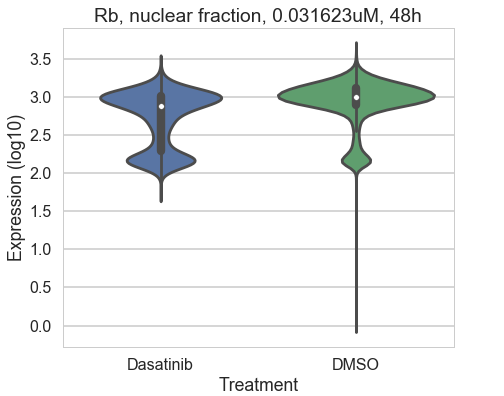 Rb, nuclear fraction, 0.031623uM, 48h
3.5
3.0
2.5
2.0
1.5
1.0
0.5
0.0
Expression (log10)
Dasatinib DMSO
Treatment